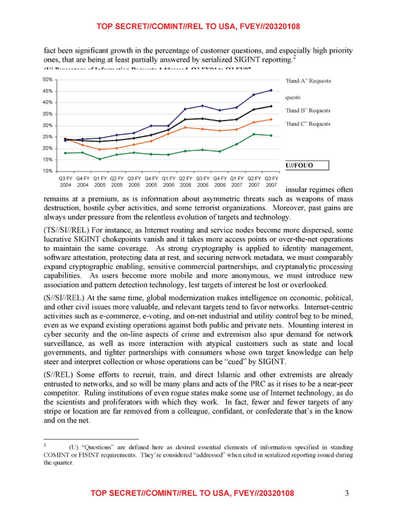 TOP SECRET//COMINT//REL TO USA, FVEY//20320108
fact been significant growth in the percentage of customer questions, and especially high priority
ones, that are being at least partially answered by serialized SIGINT reporting.2
50%
45%
40%
35%
30%
25%
20%
15%
10%
Q3 FY 2004
Q4 FY 2004
Q1 FY 2005
Q2 FY 2005
Q3 FY 2005
Q4 FY 2005
Q1 FY 2006
Q2 FY 2006
Q3 FY 2006
Q4 FY 2006
Q1 FY 2007
Q2 FY 2007
Q3 FY 2007
"Band A" Requests
quests
"Band B" Requests
"Band C" Requests
U//FOUO
insular regimes often
remains at a premium, as is information about asymmetric threats such as weapons of mass
destruction, hostile cyber activities, and some terrorist organizations. Moreover, past gains are
always under pressure from the relentless evolution of targets and technology.
(TS//SI//REL) For instance, as Internet routing and service nodes become more dispersed, some
lucrative SIGINT chokepoints vanish and it takes more access points or over-the-net operations
to maintain the same coverage. As strong cryptography is applied to identity management,
software attestation, protecting data at rest, and securing network metadata, we must comparably
expand cryptographic enabling, sensitive commercial partnerships, and cryptanalytic processing
capabilities. As users become more mobile and more anonymous, we must introduce new
association and pattern detection technology, lest targets of interest be lost or overlooked.
(S//SI//REL) At the same time, global modernization makes intelligence on economic, political,
and other civil issues more valuable, and relevant targets tend to favor networks. Internet-centric
activities such as e-commerce, e-voting, and on-net industrial and utility control beg to be mined,
even as we expand existing operations against both public and private nets. Mounting interest in
cyber security and the on-line aspects of crime and extremism also spur demand for network
surveillance, as well as more interaction with atypical customers such as state and local
governments, and tighter partnerships with consumers whose own target knowledge can help
steer and interpret collection or whose operations can be "cued" by SIGINT.
(S//REL) Some efforts to recruit, train, and direct Islamic and other extremists are already
entrusted to networks, and so will be many plans and acts of the PRC as it rises to be a near-peer
competitor. Ruling institutions of even rogue states make some use of Internet technology, as do
the scientists and proliferators with which they work. In fact, fewer and fewer targets of any
stripe or location are far removed from a colleague, confidant, or confederate that's in the know
and on the net.
2 (U) "Questions" are defined here as desired essential elements of information specified in standing
COMINT or FISINT requirements. They're considered "addressed" when cited in serialized reporting issued during
the quarter.
TOP SECRET//COMINT//REL TO USA, FVEY//20320108
3